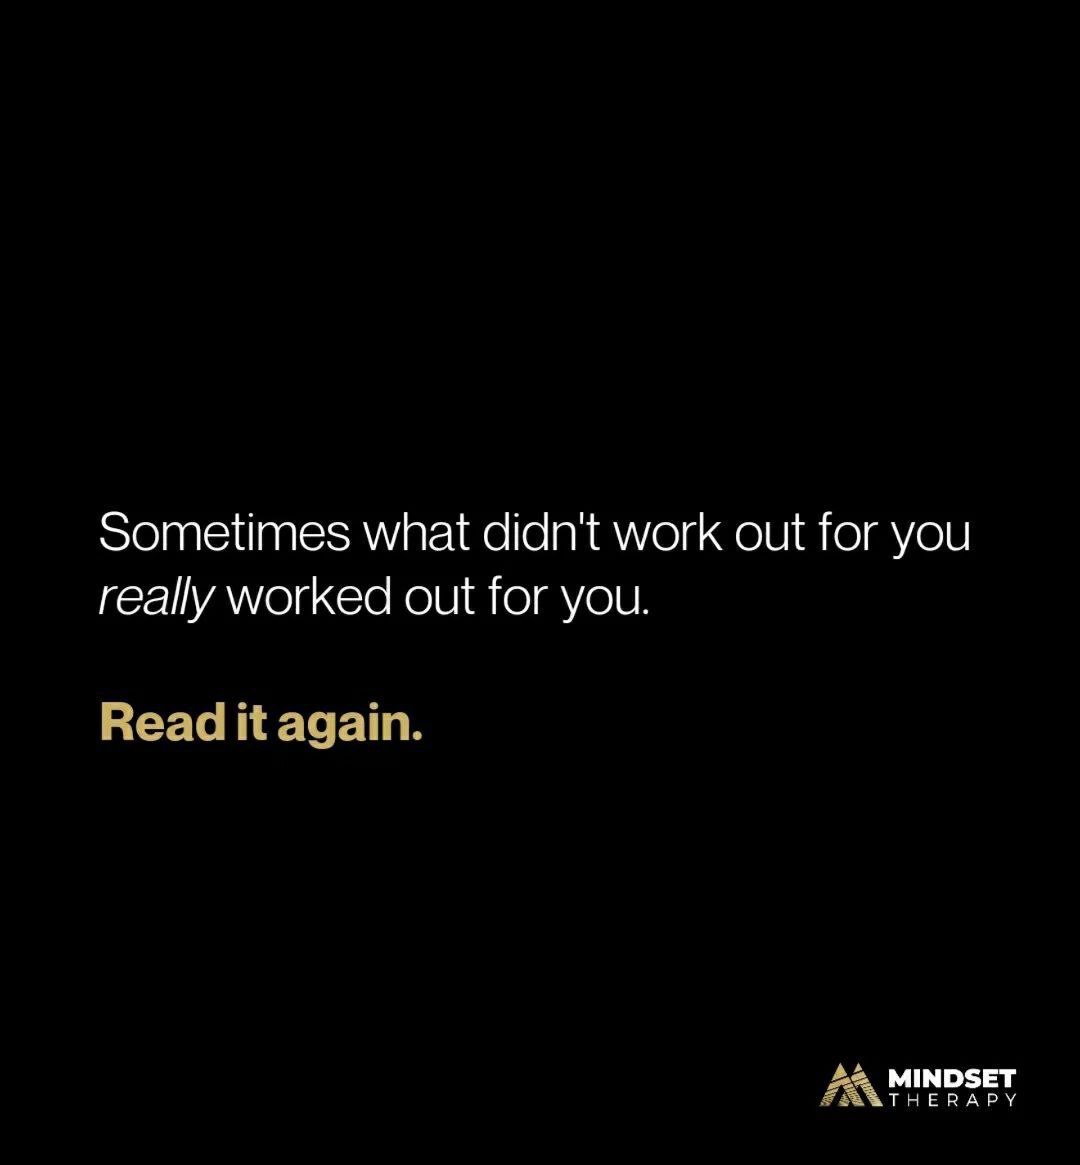 Sometimes what didn't work out for you
really worked out for you.
Read it again.
MINDSET
THERAPY